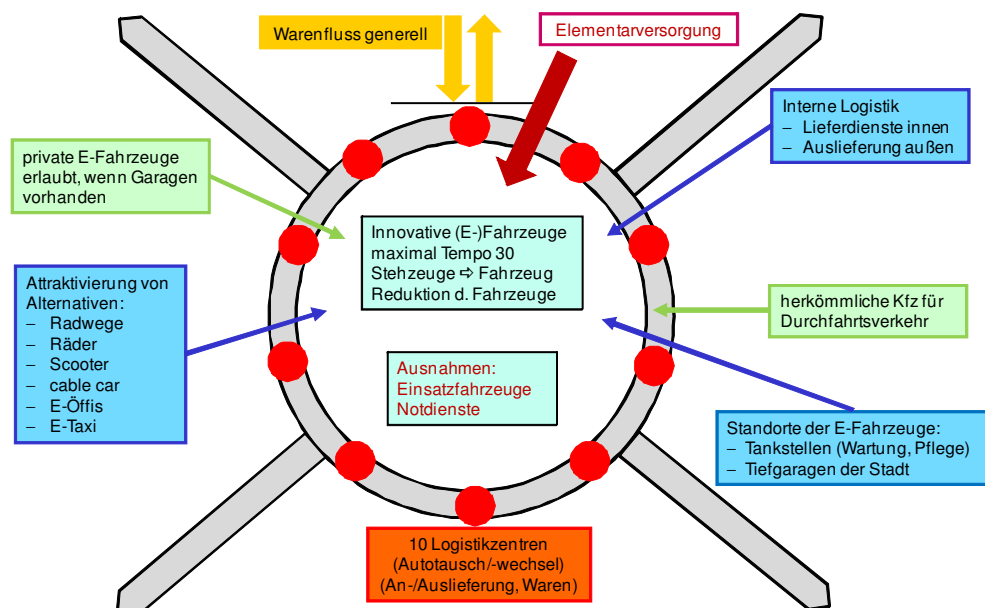 Warenfluss generell
Elementarversorgung
Interne Logistik
– Lieferdienste innen
– Auslieferung außen
private E-Fahrzeuge
erlaubt, wenn Garagen
vorhanden
Innovative (E-)Fahrzeuge
maximal Tempo 30
Stehzeuge ⇨ Fahrzeug
Reduktion d. Fahrzeuge
Attraktivierung von
Alternativen:
– Radwege
– Räder
– Scooter
– cable car
– E-Öffis
– E-Taxi
herkömmliche Kfz für
Durchfahrtsverkehr
Ausnahmen:
Einsatzfahrzeuge
Notdienste
Standorte der E-Fahrzeuge:
– Tankstellen (Wartung, Pflege)
– Tiefgaragen der Stadt
10 Logistikzentren
(Autotausch/-wechsel)
(An-/Auslieferung, Waren)